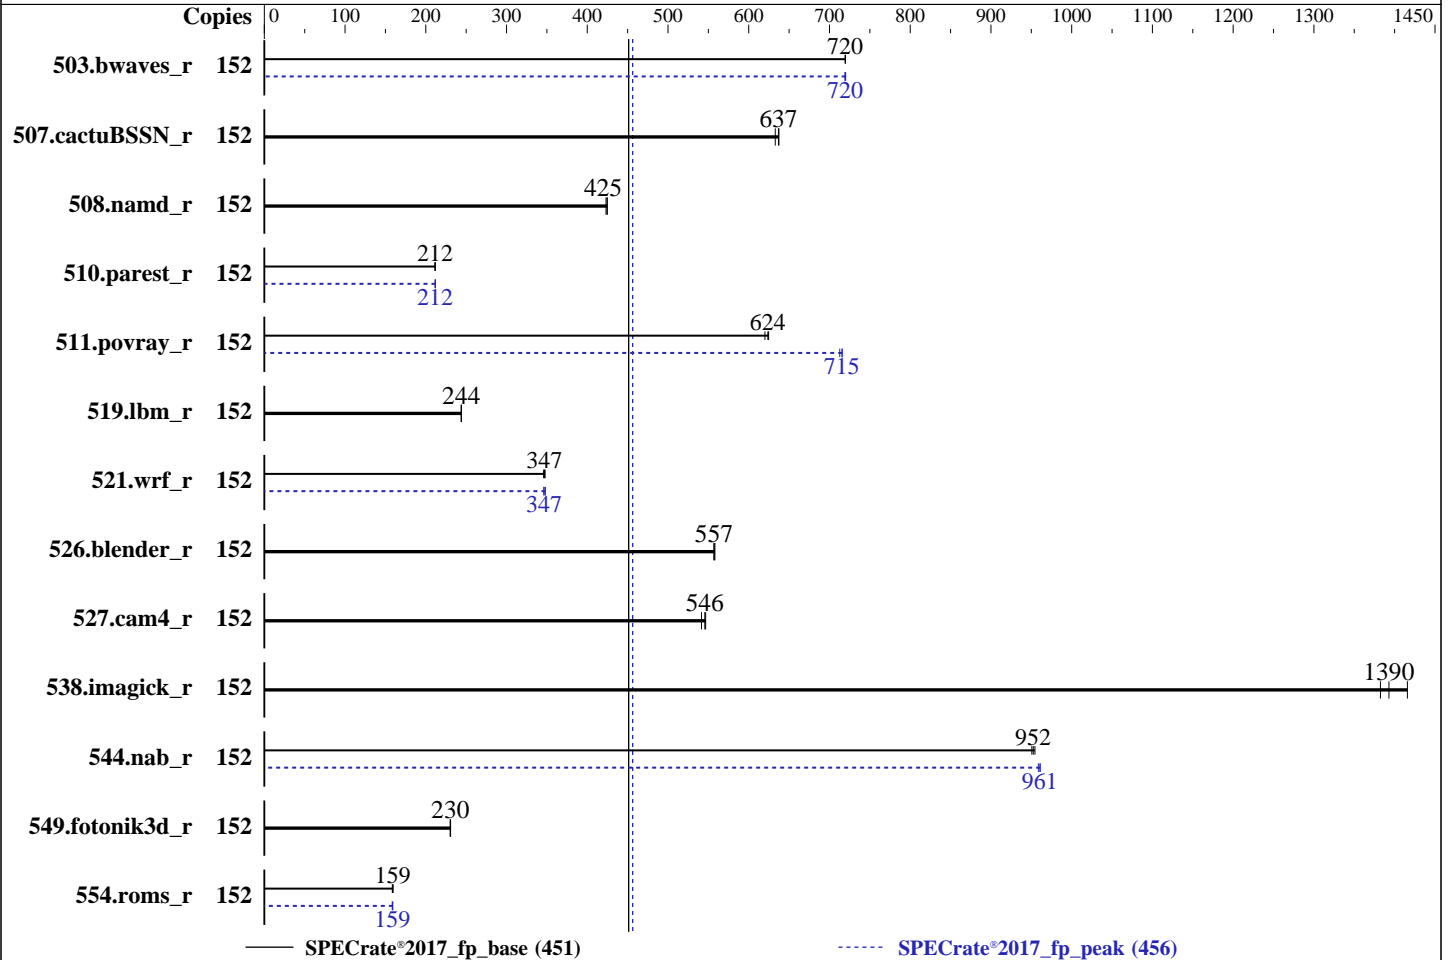 Copies 0 100 200 300 400 500 600 700 800 900 1000 1100 1200 1300 1450
503.bwaves_r 152 720
720
507.cactuBSSN_r 152 637
508.namd_r 152 425
510.parest_r 152 212
212
511.povray_r 152 624
715
519.lbm_r 152 244
521.wrf_r 152 347
347
526.blender_r 152 557
527.cam4_r 152 546
538.imagick_r 152 1390
544.nab_r 152 952
961
549.fotonik3d_r 152 230
554.roms_r 152 159
159
SPECrate®2017_fp_base (451) SPECrate®2017_fp_peak (456)